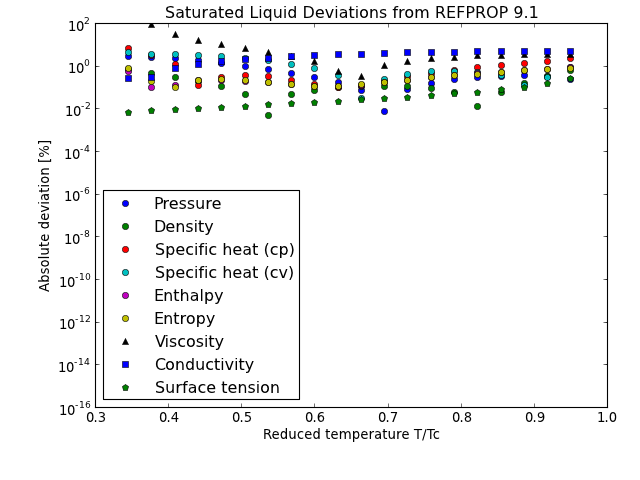 Saturated Liquid Deviations from REFPROP 9.1
Absolute deviation [%]
10^2
10^0
10^-2
10^-4
10^-6
10^-8
10^-10
10^-12
10^-14
10^-16
Pressure
Density
Specific heat (cp)
Specific heat (cv)
Enthalpy
Entropy
Viscosity
Conductivity
Surface tension
0.3 0.4 0.5 0.6 0.7 0.8 0.9 1.0
Reduced temperature T/Tc